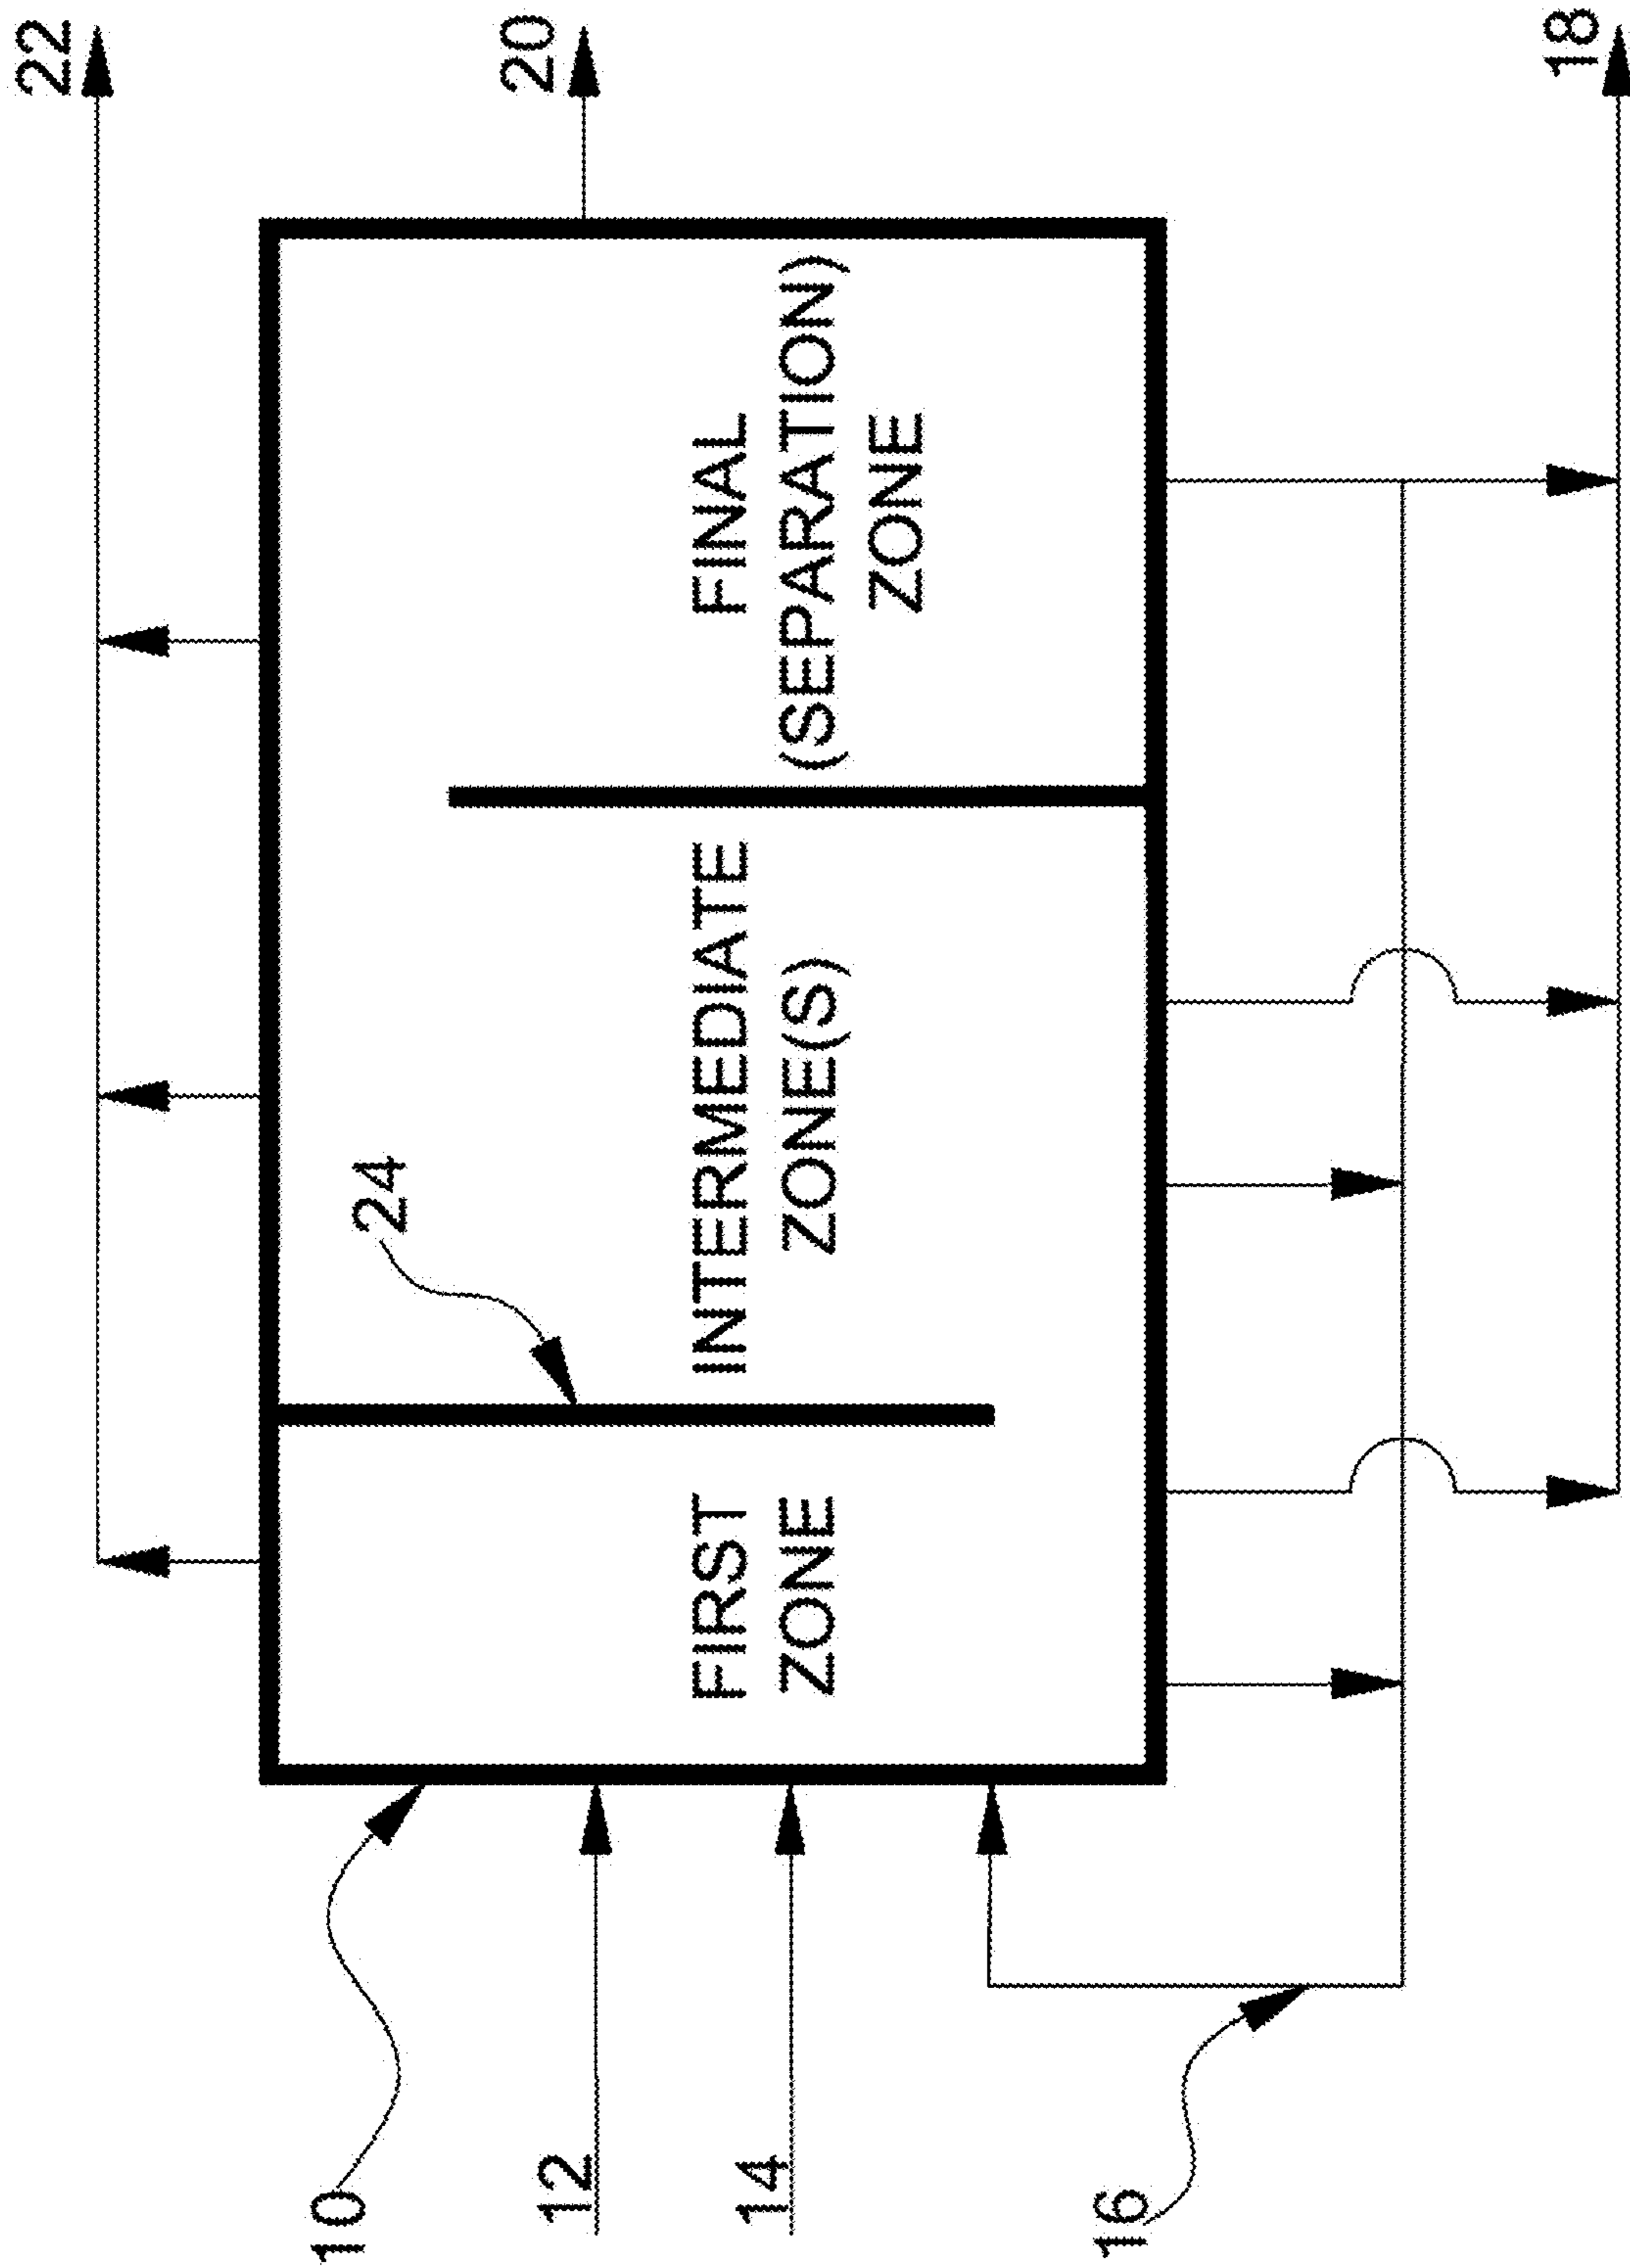 22
20
18
24
FIRST
ZONE
INTERMEDIATE
ZONE(S)
FINAL
(SEPARATION)
ZONE
10
12
14
16